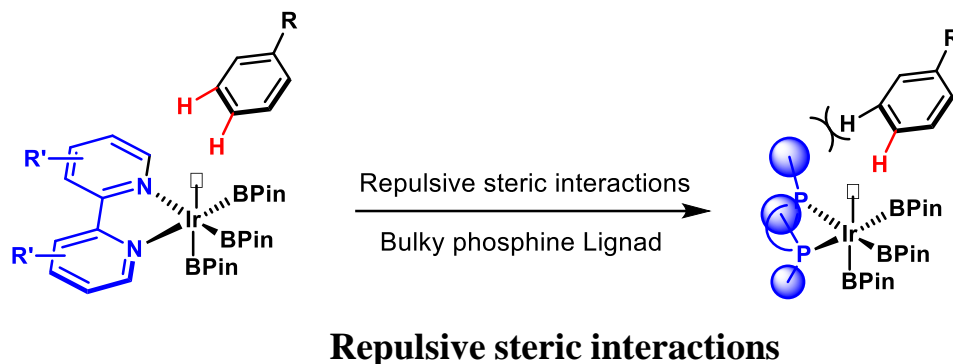 R
H
H
R'
N
Ir
BPin
BPin
BPin
N
R'
Repulsive steric interactions
Bulky phosphine Lignad
R
H
H
P
P
Ir
BPin
BPin
BPin
Repulsive steric interactions